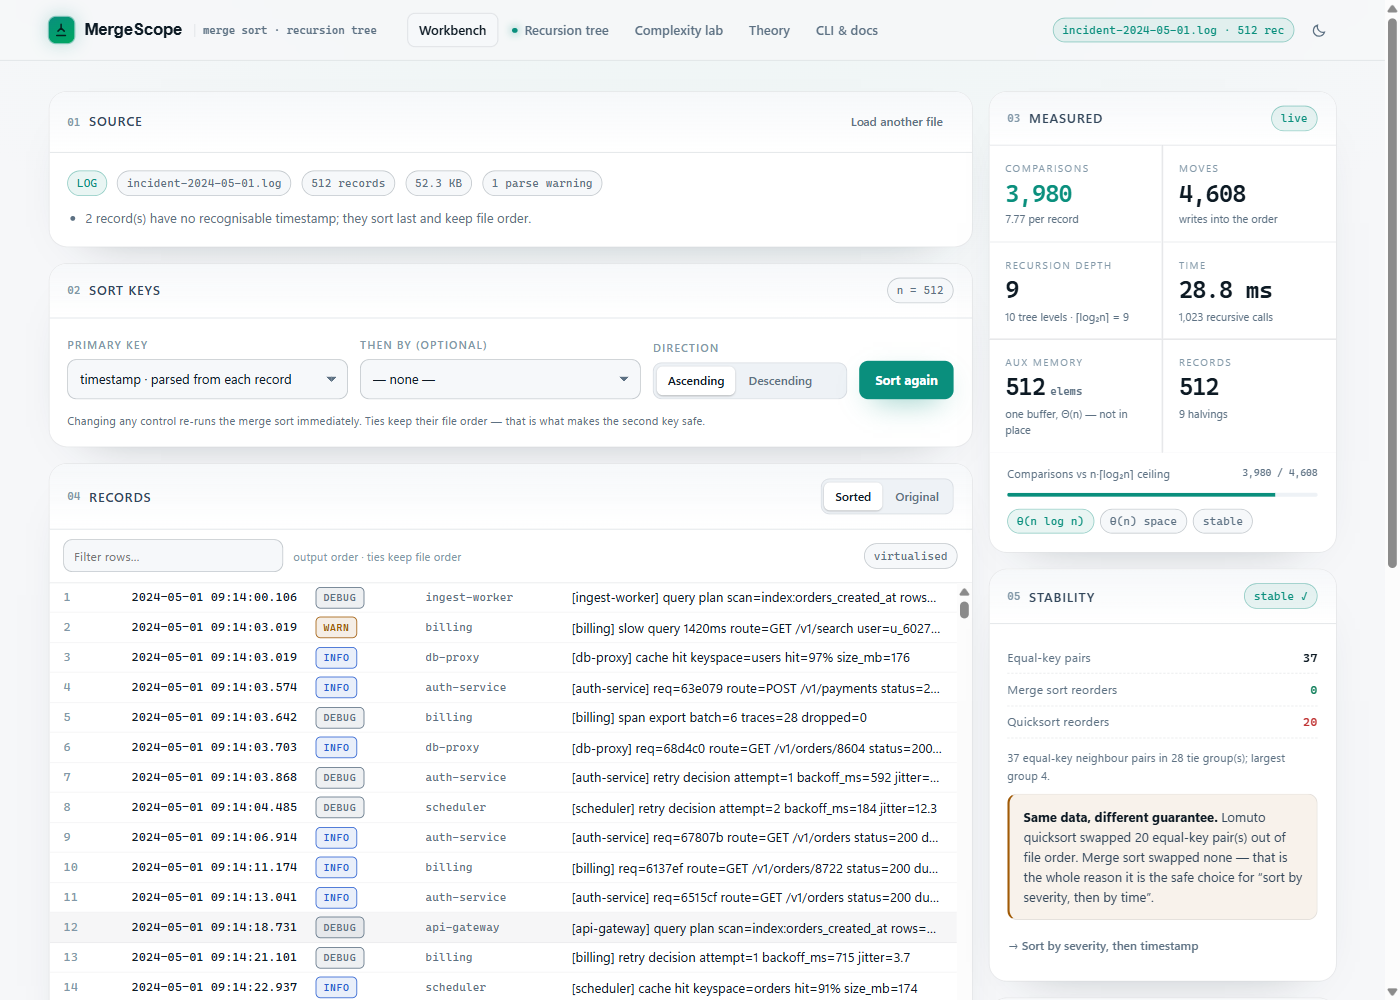 MergeScope
merge sort · recursion tree
Workbench
Recursion tree
Complexity lab
Theory
CLI & docs
incident-2024-05-01.log · 512 rec
01 SOURCE
Load another file
LOG
incident-2024-05-01.log
512 records
52.3 KB
1 parse warning
• 2 record(s) have no recognisable timestamp; they sort last and keep file order.
02 SORT KEYS
n = 512
PRIMARY KEY
THEN BY (OPTIONAL)
DIRECTION
timestamp · parsed from each record
— none —
Ascending
Descending
Sort again
Changing any control re-runs the merge sort immediately. Ties keep their file order — that is what makes the second key safe.
04 RECORDS
Sorted
Original
Filter rows...
output order · ties keep file order
virtualised
1 2024-05-01 09:14:00.106 DEBUG ingest-worker [ingest-worker] query plan scan=index:orders_created_at rows...
2 2024-05-01 09:14:03.019 WARN billing [billing] slow query 1420ms route=GET /v1/search user=u_6027...
3 2024-05-01 09:14:03.019 INFO db-proxy [db-proxy] cache hit keyspace=users hit=97% size_mb=176
4 2024-05-01 09:14:03.574 INFO auth-service [auth-service] req=63e079 route=POST /v1/payments status=2...
5 2024-05-01 09:14:03.642 DEBUG billing [billing] span export batch=6 traces=28 dropped=0
6 2024-05-01 09:14:03.703 INFO db-proxy [db-proxy] req=68d4c0 route=GET /v1/orders/8604 status=200...
7 2024-05-01 09:14:03.868 DEBUG auth-service [auth-service] retry decision attempt=1 backoff_ms=592 jitter=...
8 2024-05-01 09:14:04.485 DEBUG scheduler [scheduler] retry decision attempt=2 backoff_ms=184 jitter=12.3
9 2024-05-01 09:14:06.914 INFO auth-service [auth-service] req=67807b route=GET /v1/orders status=200 d...
10 2024-05-01 09:14:11.174 INFO billing [billing] req=6137ef route=GET /v1/orders/8722 status=200 du...
11 2024-05-01 09:14:13.041 INFO auth-service [auth-service] req=6515cf route=GET /v1/orders status=200 du...
12 2024-05-01 09:14:18.731 DEBUG api-gateway [api-gateway] query plan scan=index:orders_created_at rows=...
13 2024-05-01 09:14:21.101 DEBUG billing [billing] retry decision attempt=1 backoff_ms=715 jitter=3.7
14 2024-05-01 09:14:22.937 INFO scheduler [scheduler] cache hit keyspace=orders hit=91% size_mb=174
03 MEASURED
live
COMPARISONS
3,980
7.77 per record
MOVES
4,608
writes into the order
RECURSION DEPTH
9
10 tree levels · ⌈log₂n⌉ = 9
TIME
28.8 ms
1,023 recursive calls
AUX MEMORY
512 elems
one buffer, Θ(n) — not in
place
RECORDS
512
9 halvings
Comparisons vs n·⌈log₂n⌉ ceiling
3,980 / 4,608
Θ(n log n)
Θ(n) space
stable
05 STABILITY
stable ✓
Equal-key pairs 37
Merge sort reorders 0
Quicksort reorders 20
37 equal-key neighbour pairs in 28 tie group(s); largest
group 4.
Same data, different guarantee. Lomuto
quicksort swapped 20 equal-key pair(s) out of
file order. Merge sort swapped none — that is
the whole reason it is the safe choice for “sort by
severity, then by time”.
→ Sort by severity, then timestamp